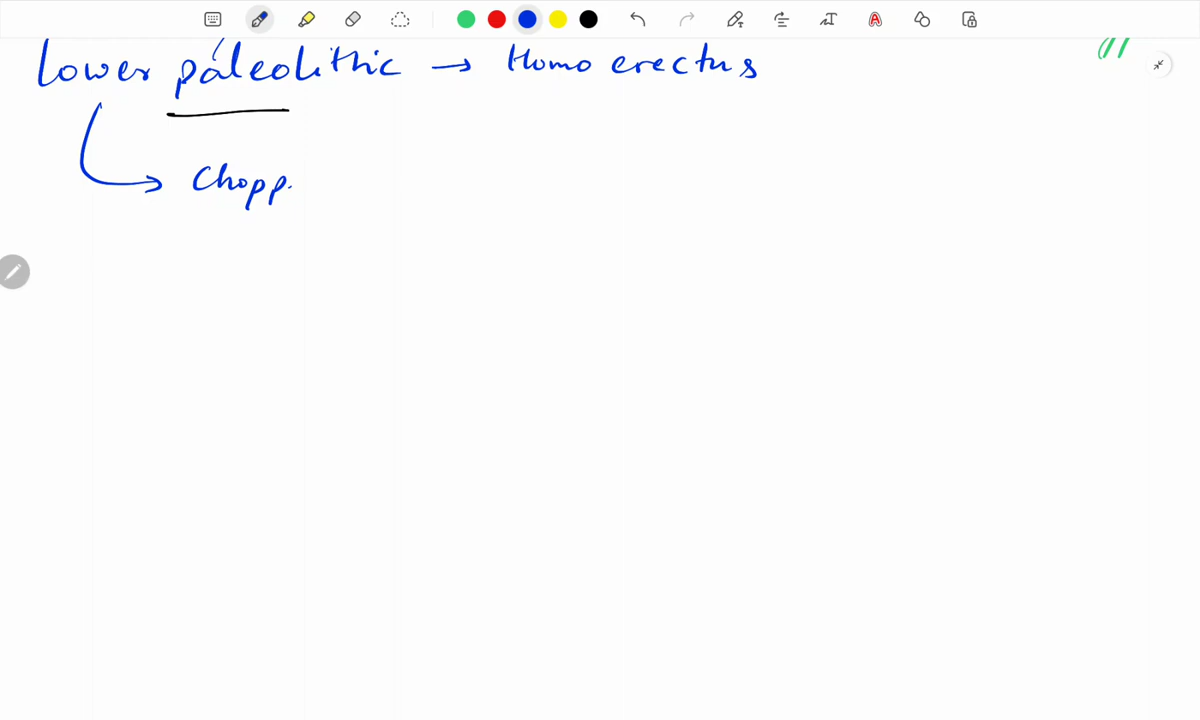 Lower paleolithic → Homo erectus
→ Chopp.